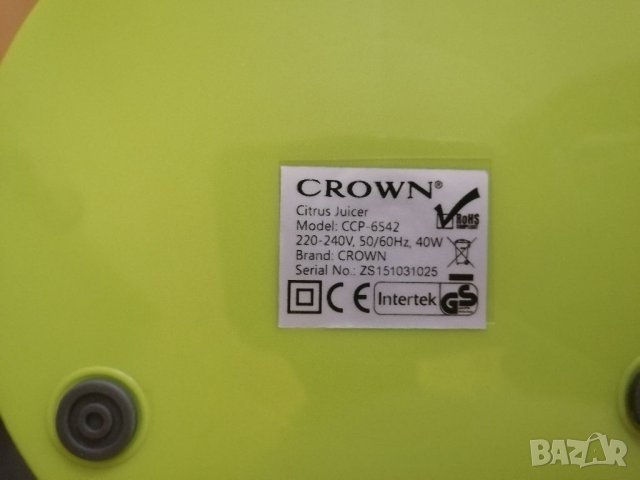 CROWN®
Citrus Juicer
Model: CCP-6542
220-240V, 50/60Hz, 40W
Brand: CROWN
Serial No.: ZS151031025
RoHS
CE Intertek GS
BAZAR